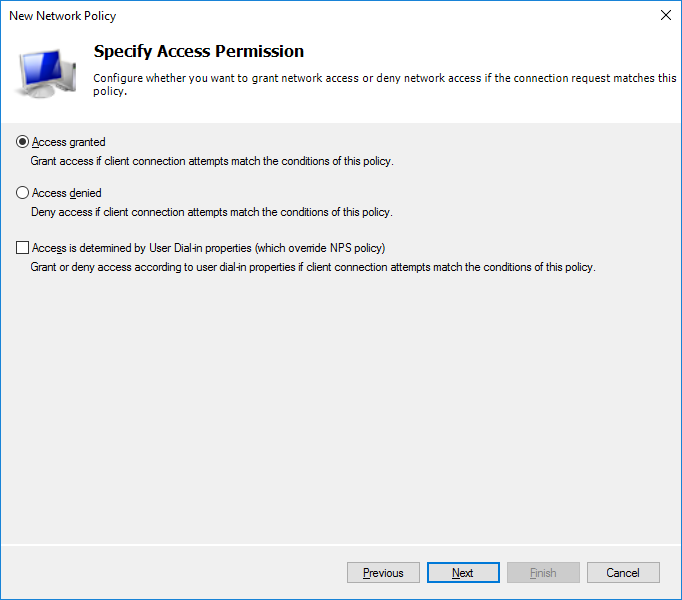 New Network Policy
Specify Access Permission
Configure whether you want to grant network access or deny network access if the connection request matches this
policy.
Access granted
Grant access if client connection attempts match the conditions of this policy.
Access denied
Deny access if client connection attempts match the conditions of this policy.
Access is determined by User Dial-in properties (which override NPS policy)
Grant or deny access according to user dial-in properties if client connection attempts match the conditions of this policy.
Previous
Next
Finish
Cancel